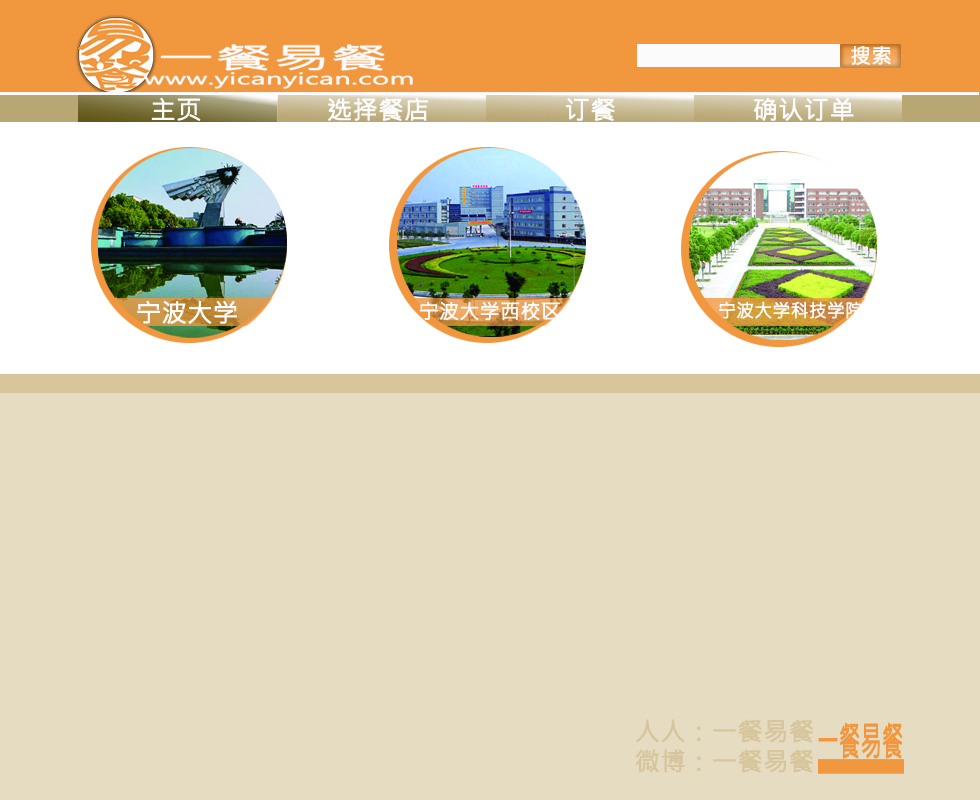 一餐易餐
www.yicanyican.com
搜索
主页 选择餐店 订餐 确认订单
宁波大学 宁波大学西校区 宁波大学科技学院
人人：一餐易餐
微博：一餐易餐
一餐易餐